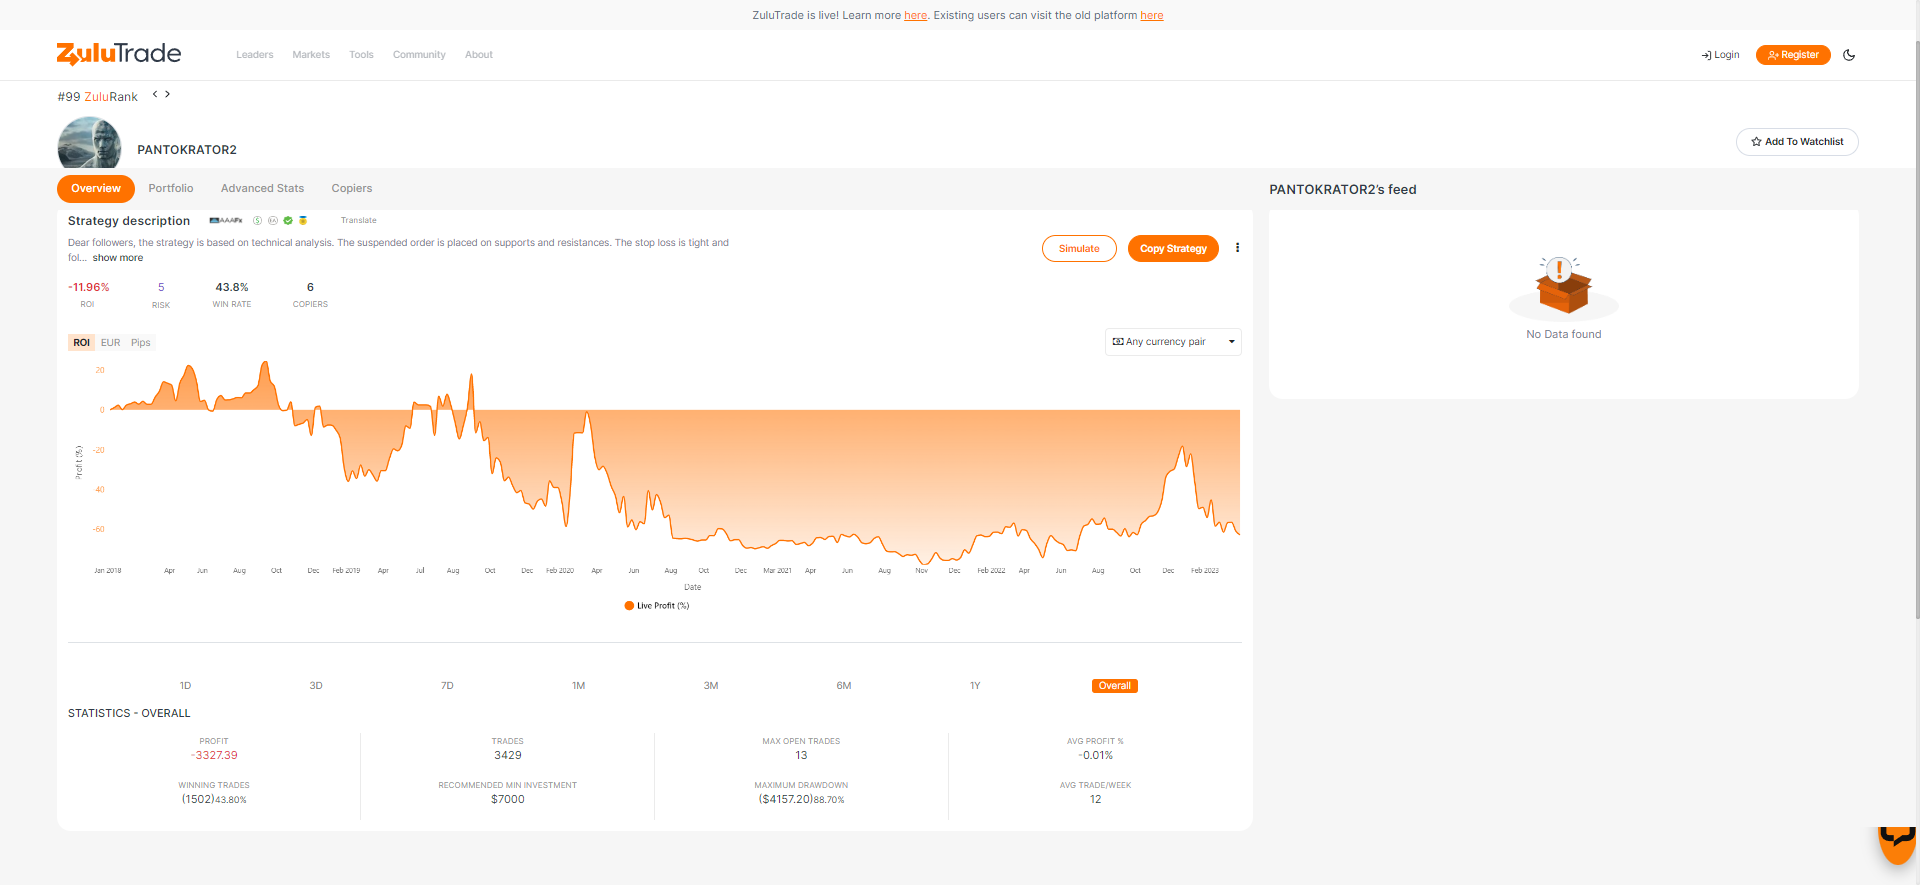 ZuluTrade is live! Learn more here. Existing users can visit the old platform here
ZuluTrade
Leaders
Markets
Tools
Community
About
Login
Register
#99 ZuluRank
PANTOKRATOR2
Add To Watchlist
Overview
Portfolio
Advanced Stats
Copiers
PANTOKRATOR2's feed
Strategy description
AAAFx
Translate
Dear followers, the strategy is based on technical analysis. The suspended order is placed on supports and resistances. The stop loss is tight and
fol... show more
Simulate
Copy Strategy
-11.96%
ROI
5
RISK
43.8%
WIN RATE
6
COPIERS
No Data found
ROI
EUR
Pips
Any currency pair
20
0
-20
-40
-60
Profit (%)
Jan 2018 Apr Jun Aug Oct Dec Feb 2019 Apr Jul Aug Oct Dec Feb 2020 Apr Jun Aug Oct Dec Mar 2021 Apr Jun Aug Nov Dec Feb 2022 Apr Jun Aug Oct Dec Feb 2023
Date
Live Profit (%)
1D
3D
7D
1M
3M
6M
1Y
Overall
STATISTICS - OVERALL
PROFIT
-3327.39
TRADES
3429
MAX OPEN TRADES
13
AVG PROFIT %
-0.01%
WINNING TRADES
(1502)43.80%
RECOMMENDED MIN INVESTMENT
$7000
MAXIMUM DRAWDOWN
($4157.20)88.70%
AVG TRADE/WEEK
12